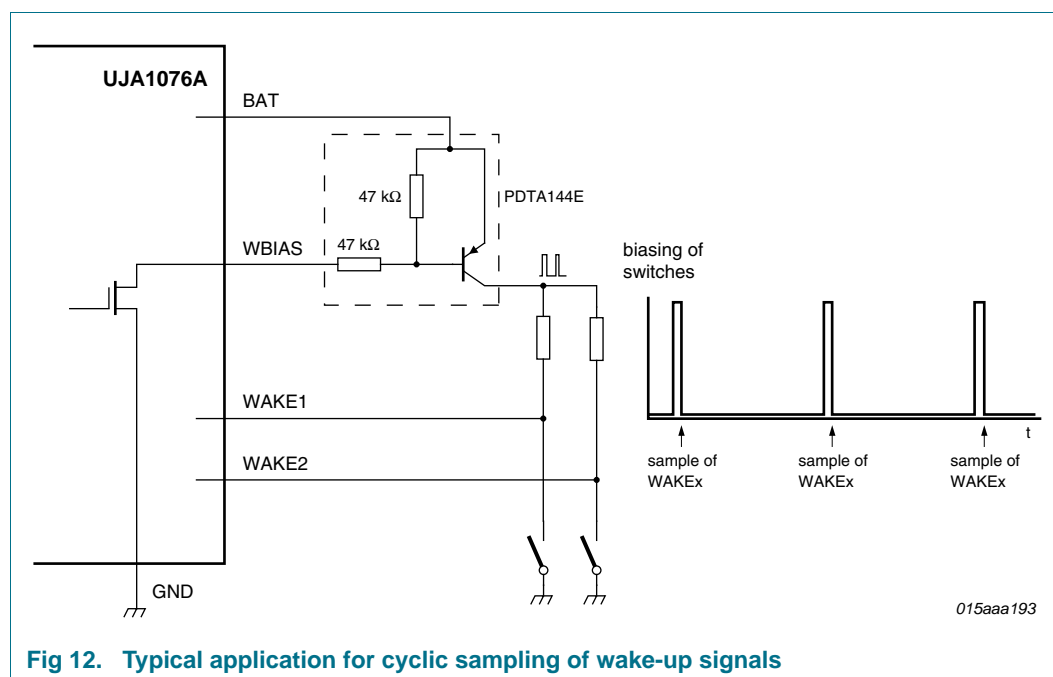 UJA1076A
BAT
47 kΩ
PDTA144E
WBIAS
47 kΩ
biasing of
switches
WAKE1
WAKE2
t
sample of
WAKEx
sample of
WAKEx
sample of
WAKEx
GND
015aaa193
Fig 12. Typical application for cyclic sampling of wake-up signals